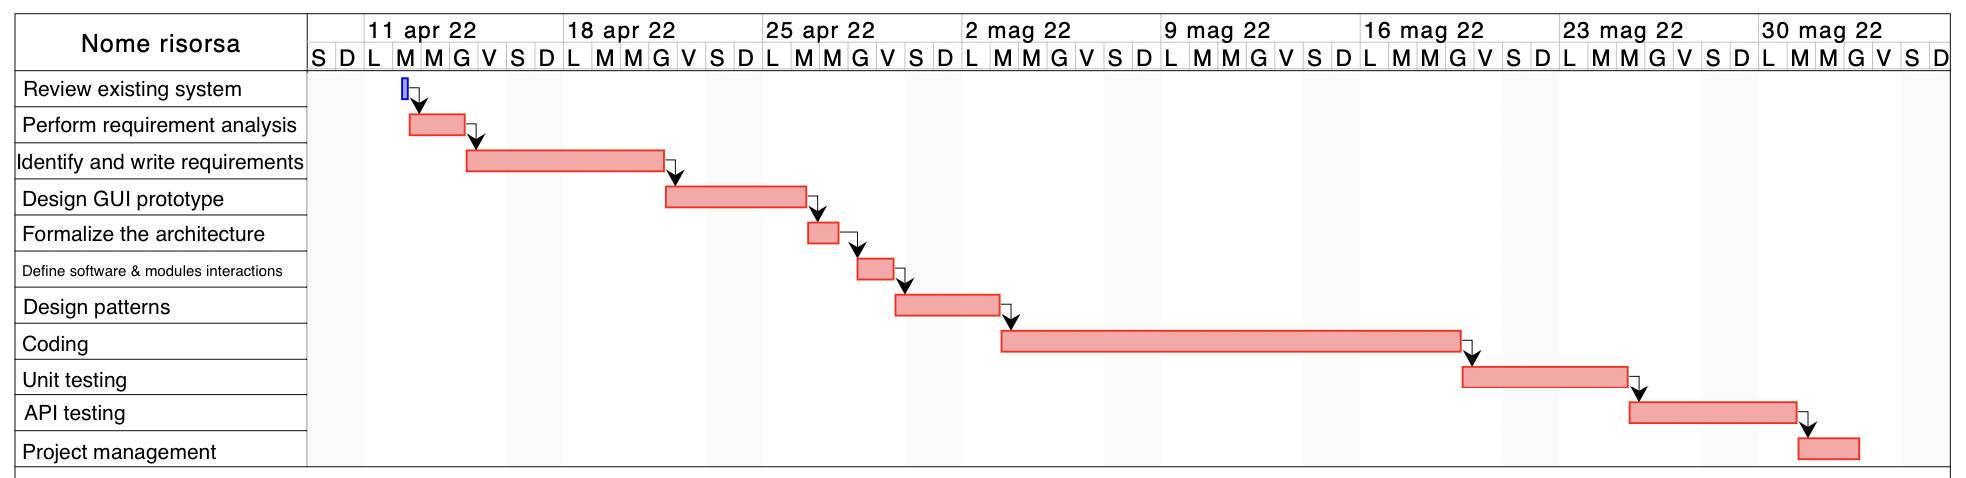 Nome risorsa
11 apr 22 18 apr 22 25 apr 22 2 mag 22 9 mag 22 16 mag 22 23 mag 22 30 mag 22
S D L M M G V S D L M M G V S D L M M G V S D L M M G V S D L M M G V S D L M M G V S D L M M G V S D L M M G V S D
Review existing system
Perform requirement analysis
Identify and write requirements
Design GUI prototype
Formalize the architecture
Define software & modules interactions
Design patterns
Coding
Unit testing
API testing
Project management